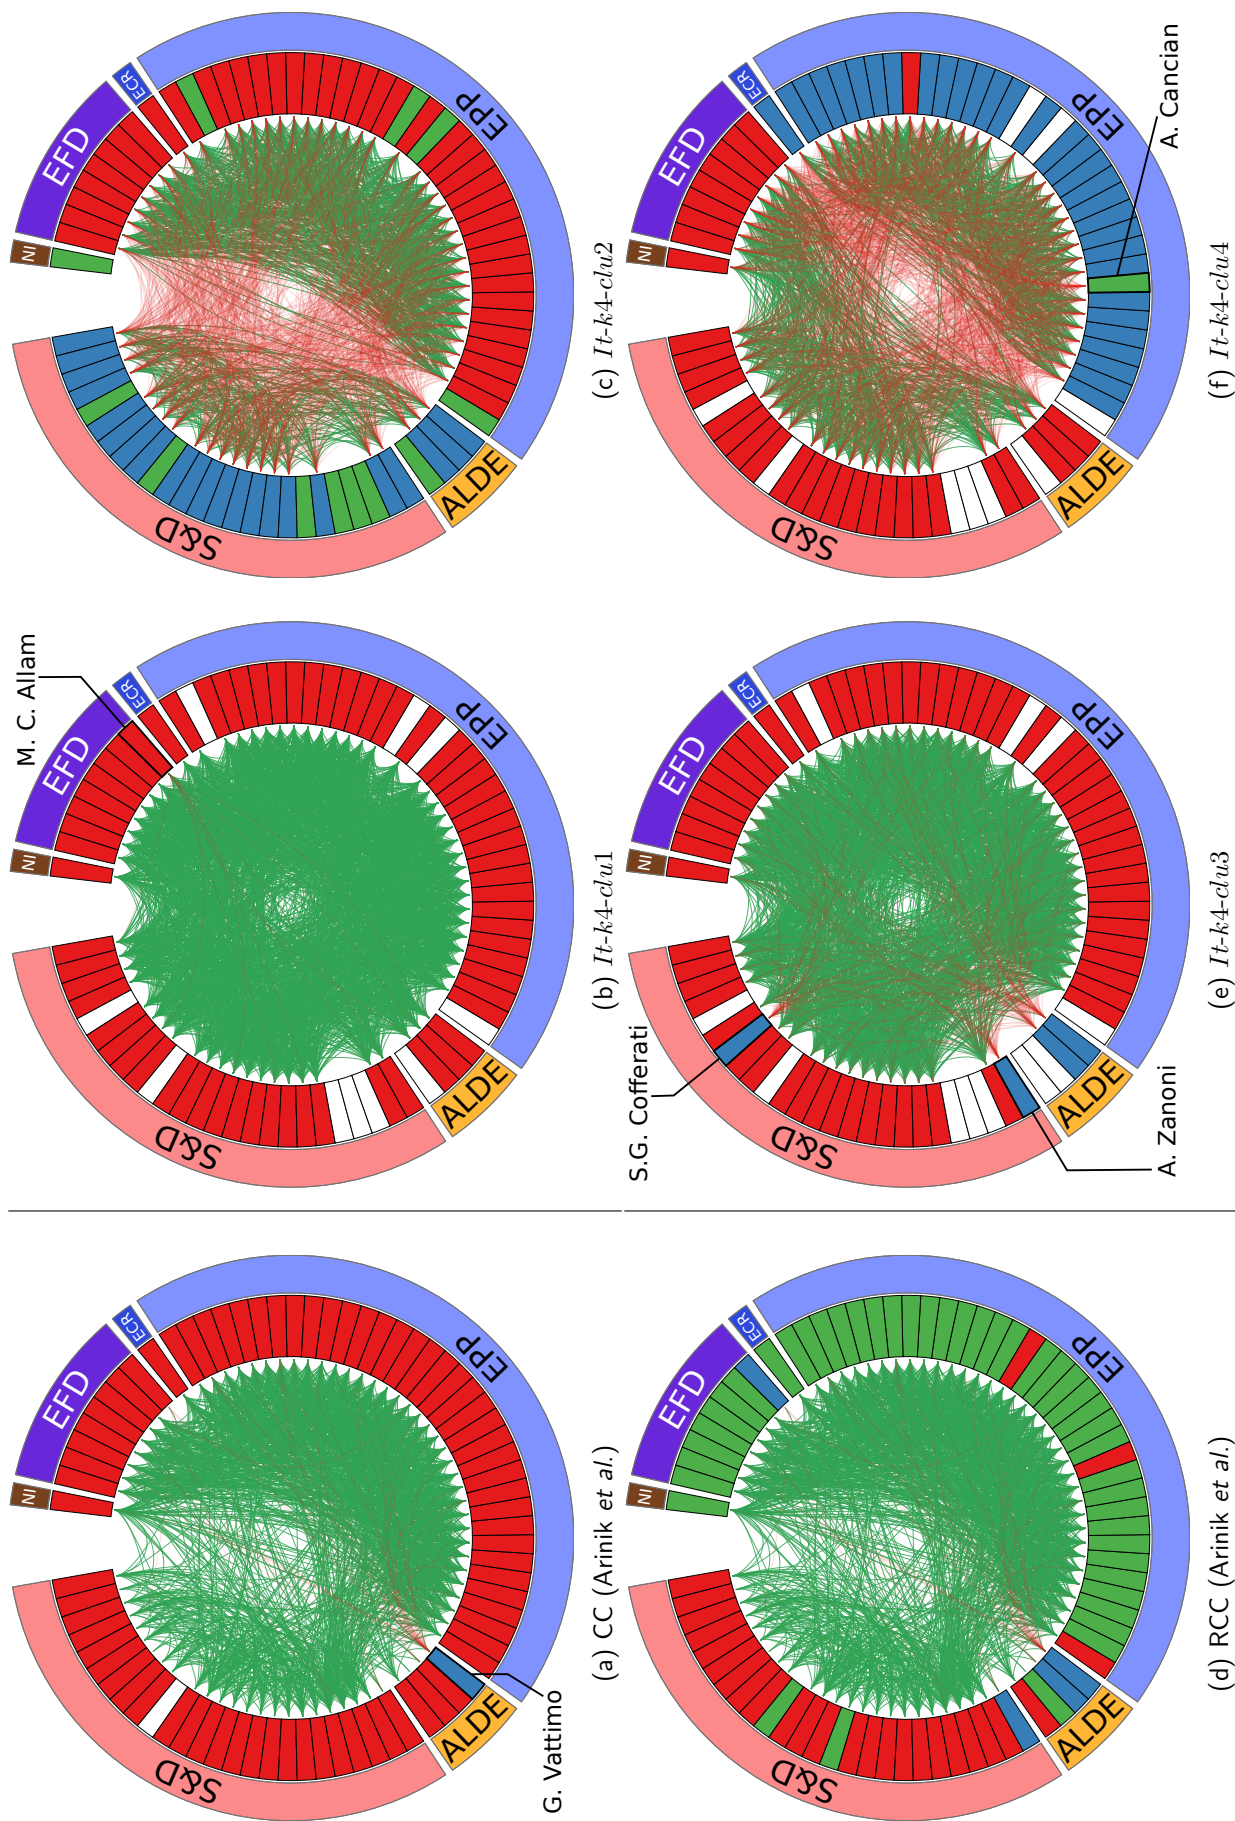 NI
EFD
ECR
EPP
ALDE
S&D
G. Vattimo
(a) CC (Arinik et al.)
M. C. Allam
NI
EFD
ECR
EPP
ALDE
S&D
(b) It-k4-clu1
NI
EFD
ECR
EPP
ALDE
S&D
(c) It-k4-clu2
NI
EFD
ECR
EPP
ALDE
S&D
(d) RCC (Arinik et al.)
S.G. Cofferati
NI
EFD
ECR
EPP
ALDE
S&D
A. Zanoni
(e) It-k4-clu3
NI
EFD
ECR
EPP
ALDE
S&D
A. Cancian
(f) It-k4-clu4